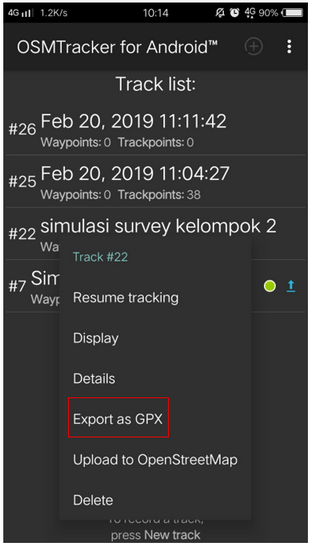 4G 1.2K/s 10:14 4G 90%
OSMTracker for Android™
Track list:
#26 Feb 20, 2019 11:11:42
Waypoints: 0 Trackpoints: 0
#25 Feb 20, 2019 11:04:27
Waypoints: 0 Trackpoints: 38
#22 simulasi survey kelompok 2
Wa
Track #22
#7 Sim
Wayp
Resume tracking
Display
Details
Export as GPX
Upload to OpenStreetMap
Delete
To record a track,
press New track